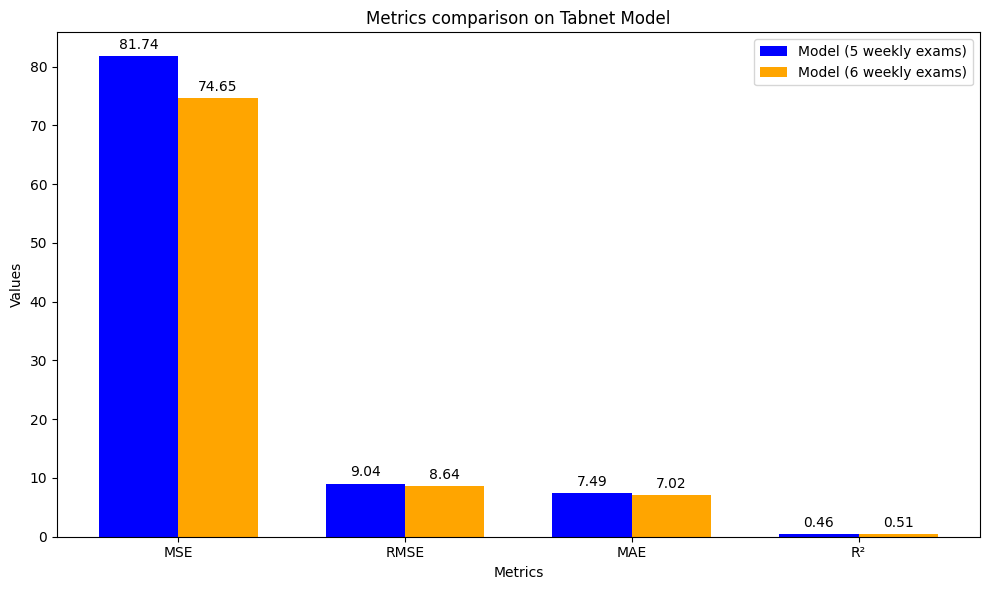 Metrics comparison on Tabnet Model
Model (5 weekly exams)
Model (6 weekly exams)
Values
80
70
60
50
40
30
20
10
0
81.74
74.65
9.04
8.64
7.49
7.02
0.46
0.51
MSE
RMSE
MAE
R²
Metrics